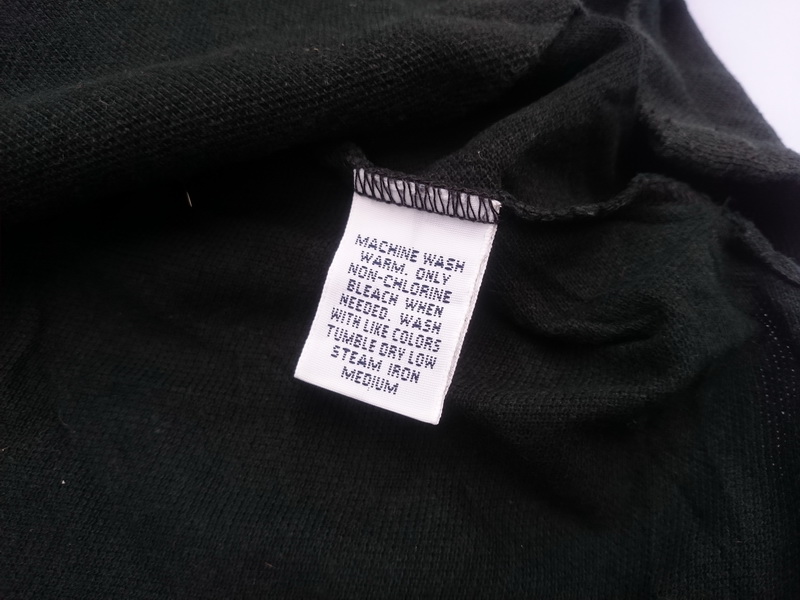 MACHINE WASH
WARM. ONLY
NON-CHLORINE
BLEACH WHEN
NEEDED. WASH
WITH LIKE COLORS
TUMBLE DRY LOW
STEAM IRON
MEDIUM